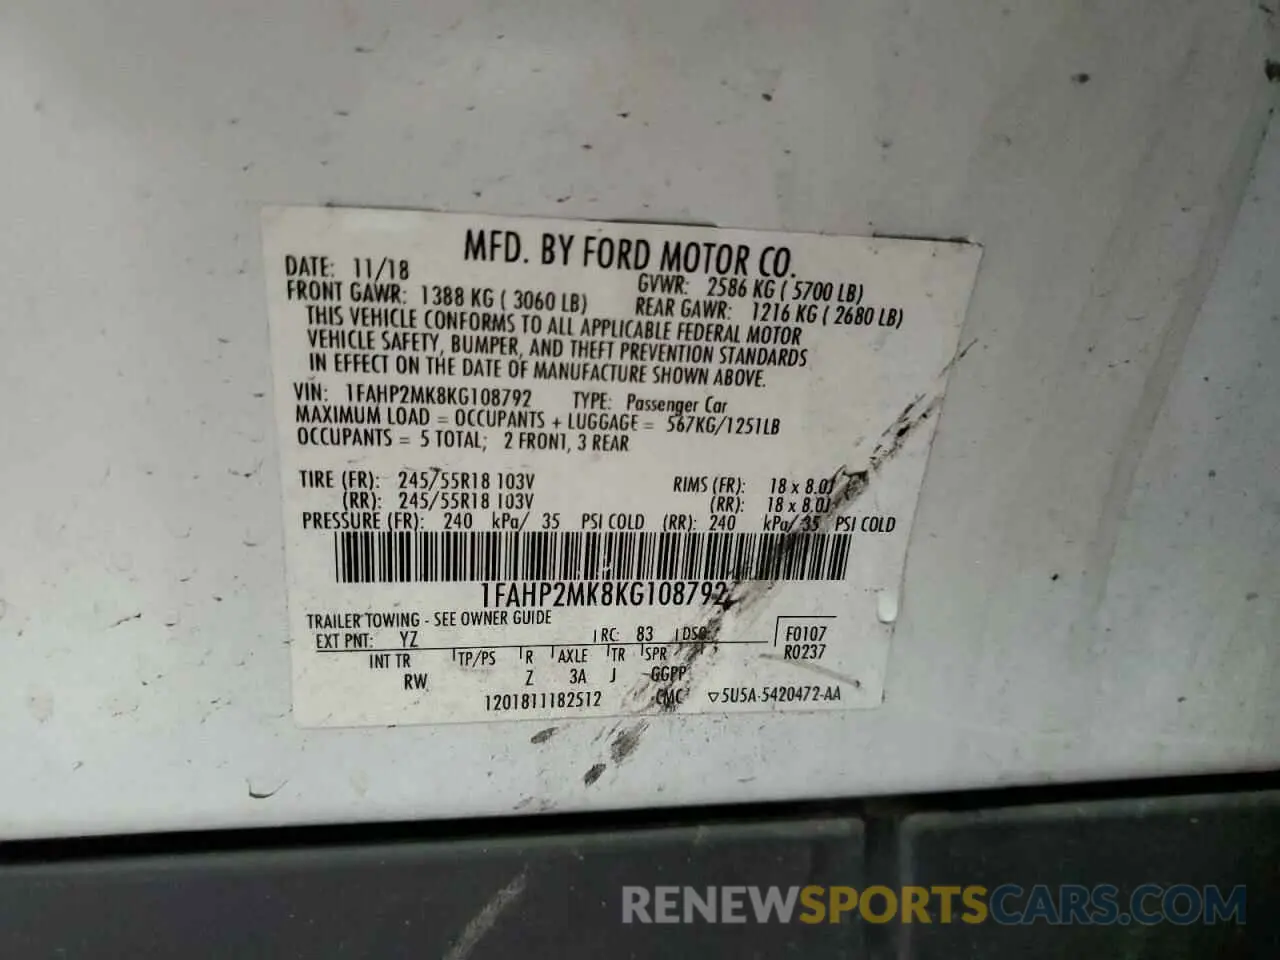 MFD. BY FORD MOTOR CO.
DATE: 11/18 GVWR: 2586 KG ( 5700 LB)
FRONT GAWR: 1388 KG ( 3060 LB) REAR GAWR: 1216 KG ( 2680 LB)
THIS VEHICLE CONFORMS TO ALL APPLICABLE FEDERAL MOTOR
VEHICLE SAFETY, BUMPER, AND THEFT PREVENTION STANDARDS
IN EFFECT ON THE DATE OF MANUFACTURE SHOWN ABOVE.
VIN: 1FAHP2MK8KG108792 TYPE: Passenger Car
MAXIMUM LOAD = OCCUPANTS + LUGGAGE = 567KG/1251LB
OCCUPANTS = 5 TOTAL; 2 FRONT, 3 REAR
TIRE (FR): 245/55R18 103V RIMS (FR): 18 x 8.0J
(RR): 245/55R18 103V (RR): 18 x 8.0J
PRESSURE (FR): 240 kPa/ 35 PSI COLD (RR): 240 kPa/ 35 PSI COLD
1FAHP2MK8KG108792
TRAILER TOWING - SEE OWNER GUIDE
EXT PNT: YZ RC: 83 DSO: F0107
INT TR TP/PS R AXLE TR SPR R0237
RW Z 3A J GGPP
1201811182512 CMC ▽5U5A-5420472-AA
RENEWSPORTSCARS.COM